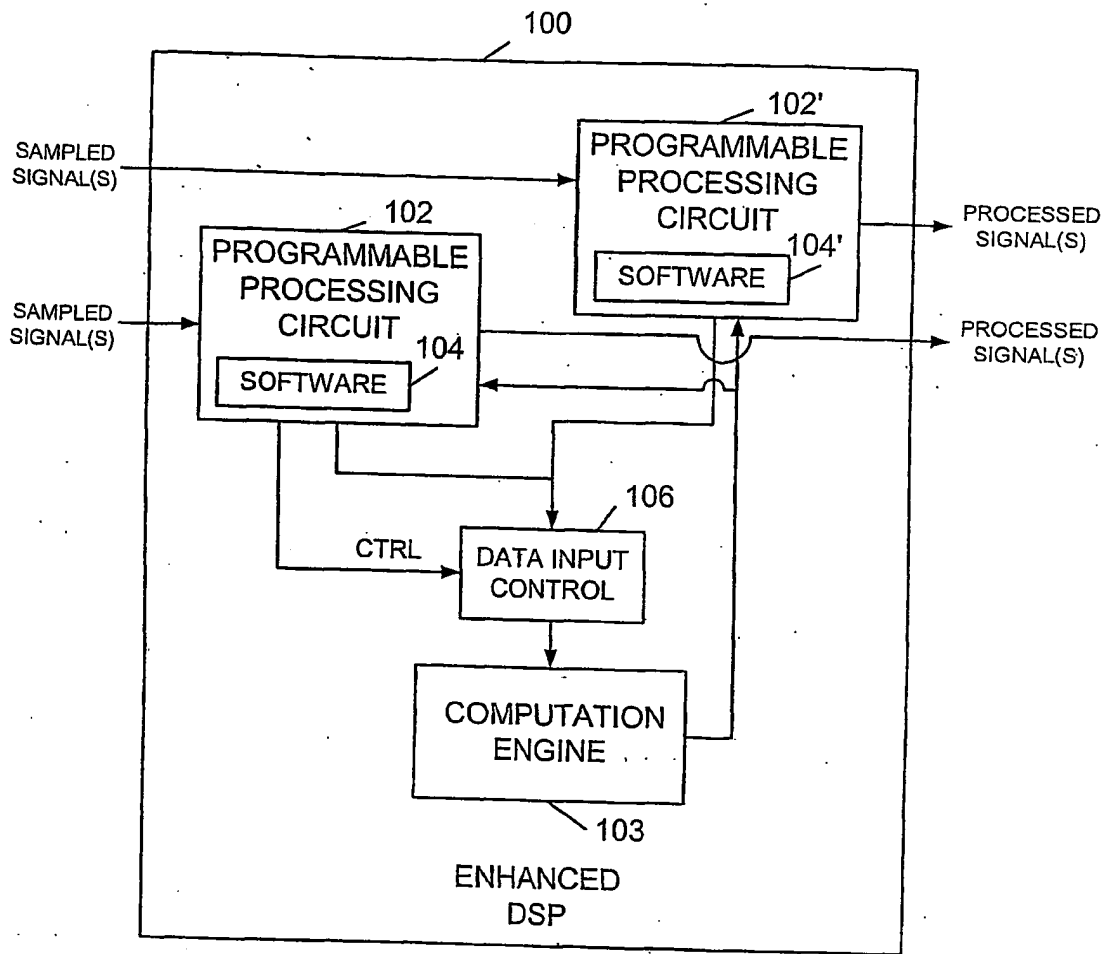 100
102'
SAMPLED
SIGNAL(S)
PROGRAMMABLE
PROCESSING
CIRCUIT
SOFTWARE
104'
PROCESSED
SIGNAL(S)
102
SAMPLED
SIGNAL(S)
PROGRAMMABLE
PROCESSING
CIRCUIT
104
SOFTWARE
PROCESSED
SIGNAL(S)
106
CTRL
DATA INPUT
CONTROL
COMPUTATION
ENGINE
103
ENHANCED
DSP